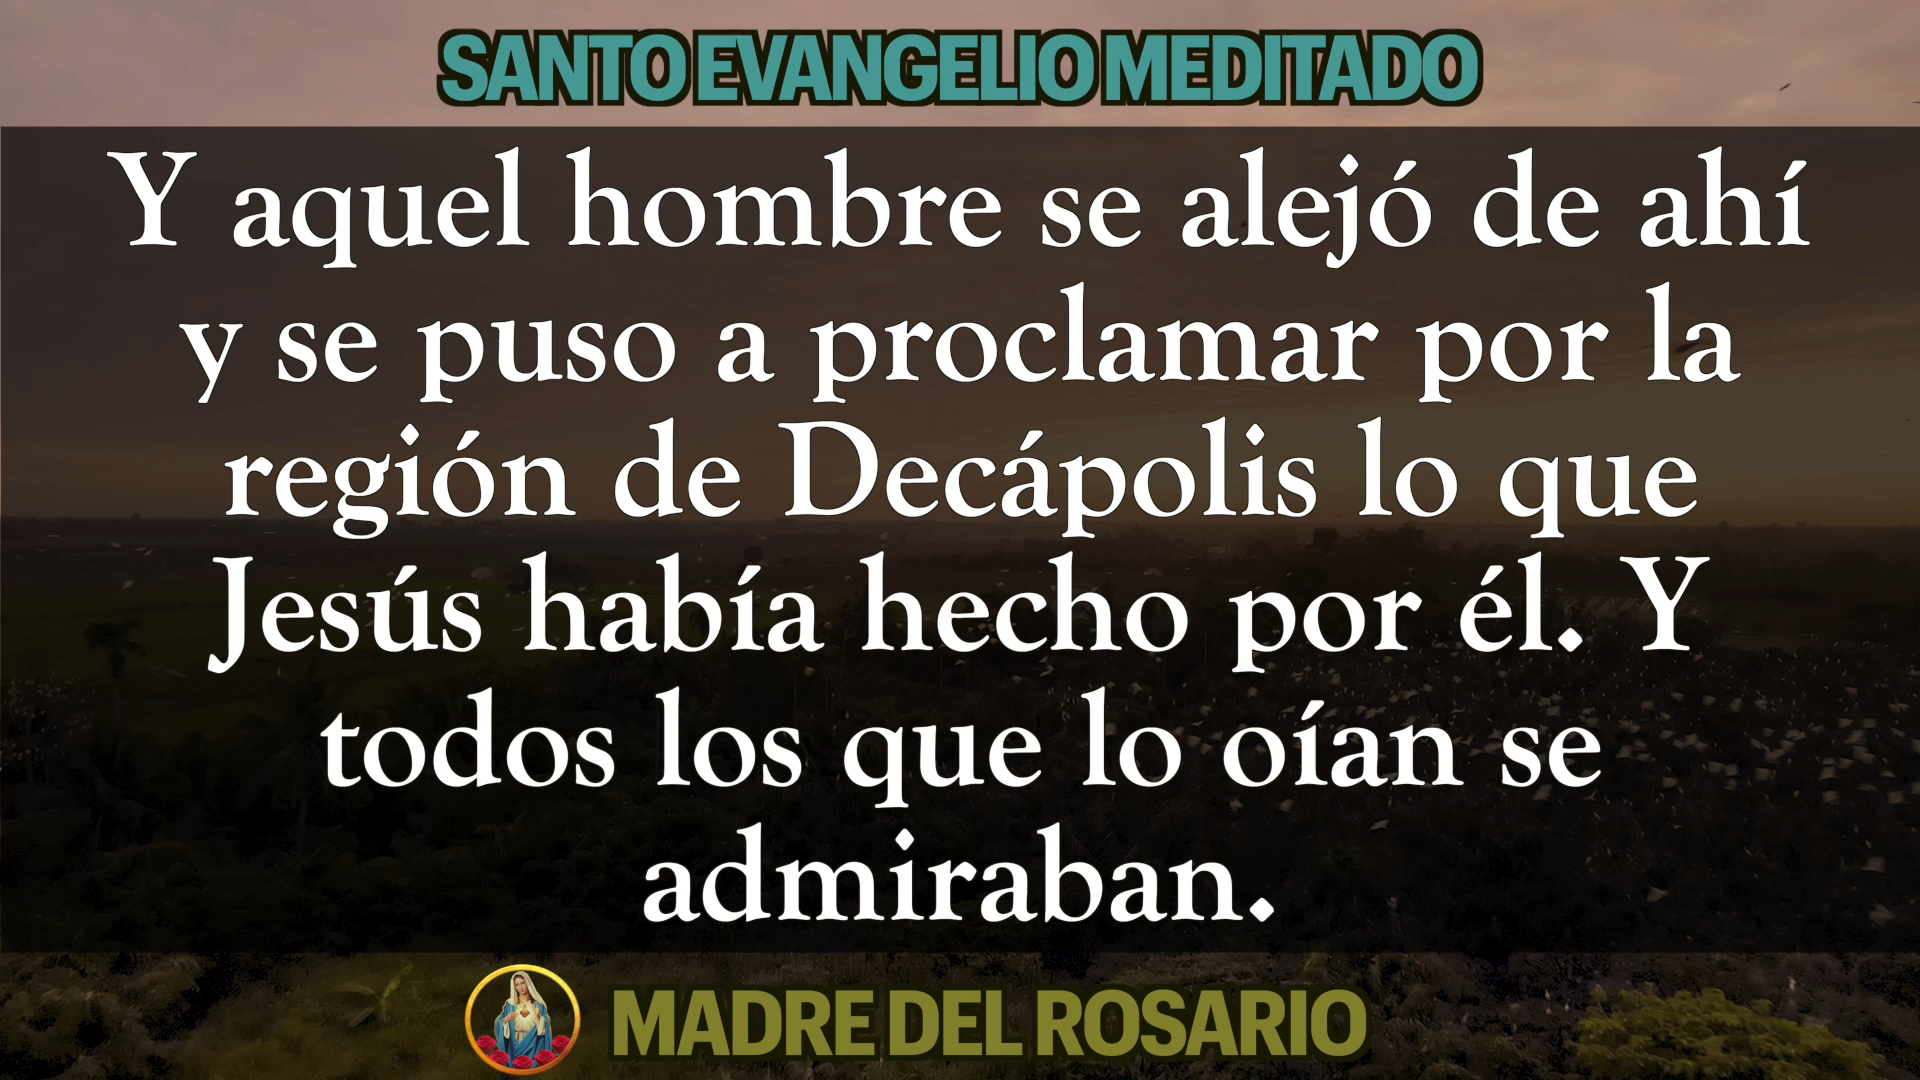 SANTO EVANGELIO MEDITADO
Y aquel hombre se alejó de ahí
y se puso a proclamar por la
región de Decápolis lo que
Jesús había hecho por él. Y
todos los que lo oían se
admiraban.
MADRE DEL ROSARIO